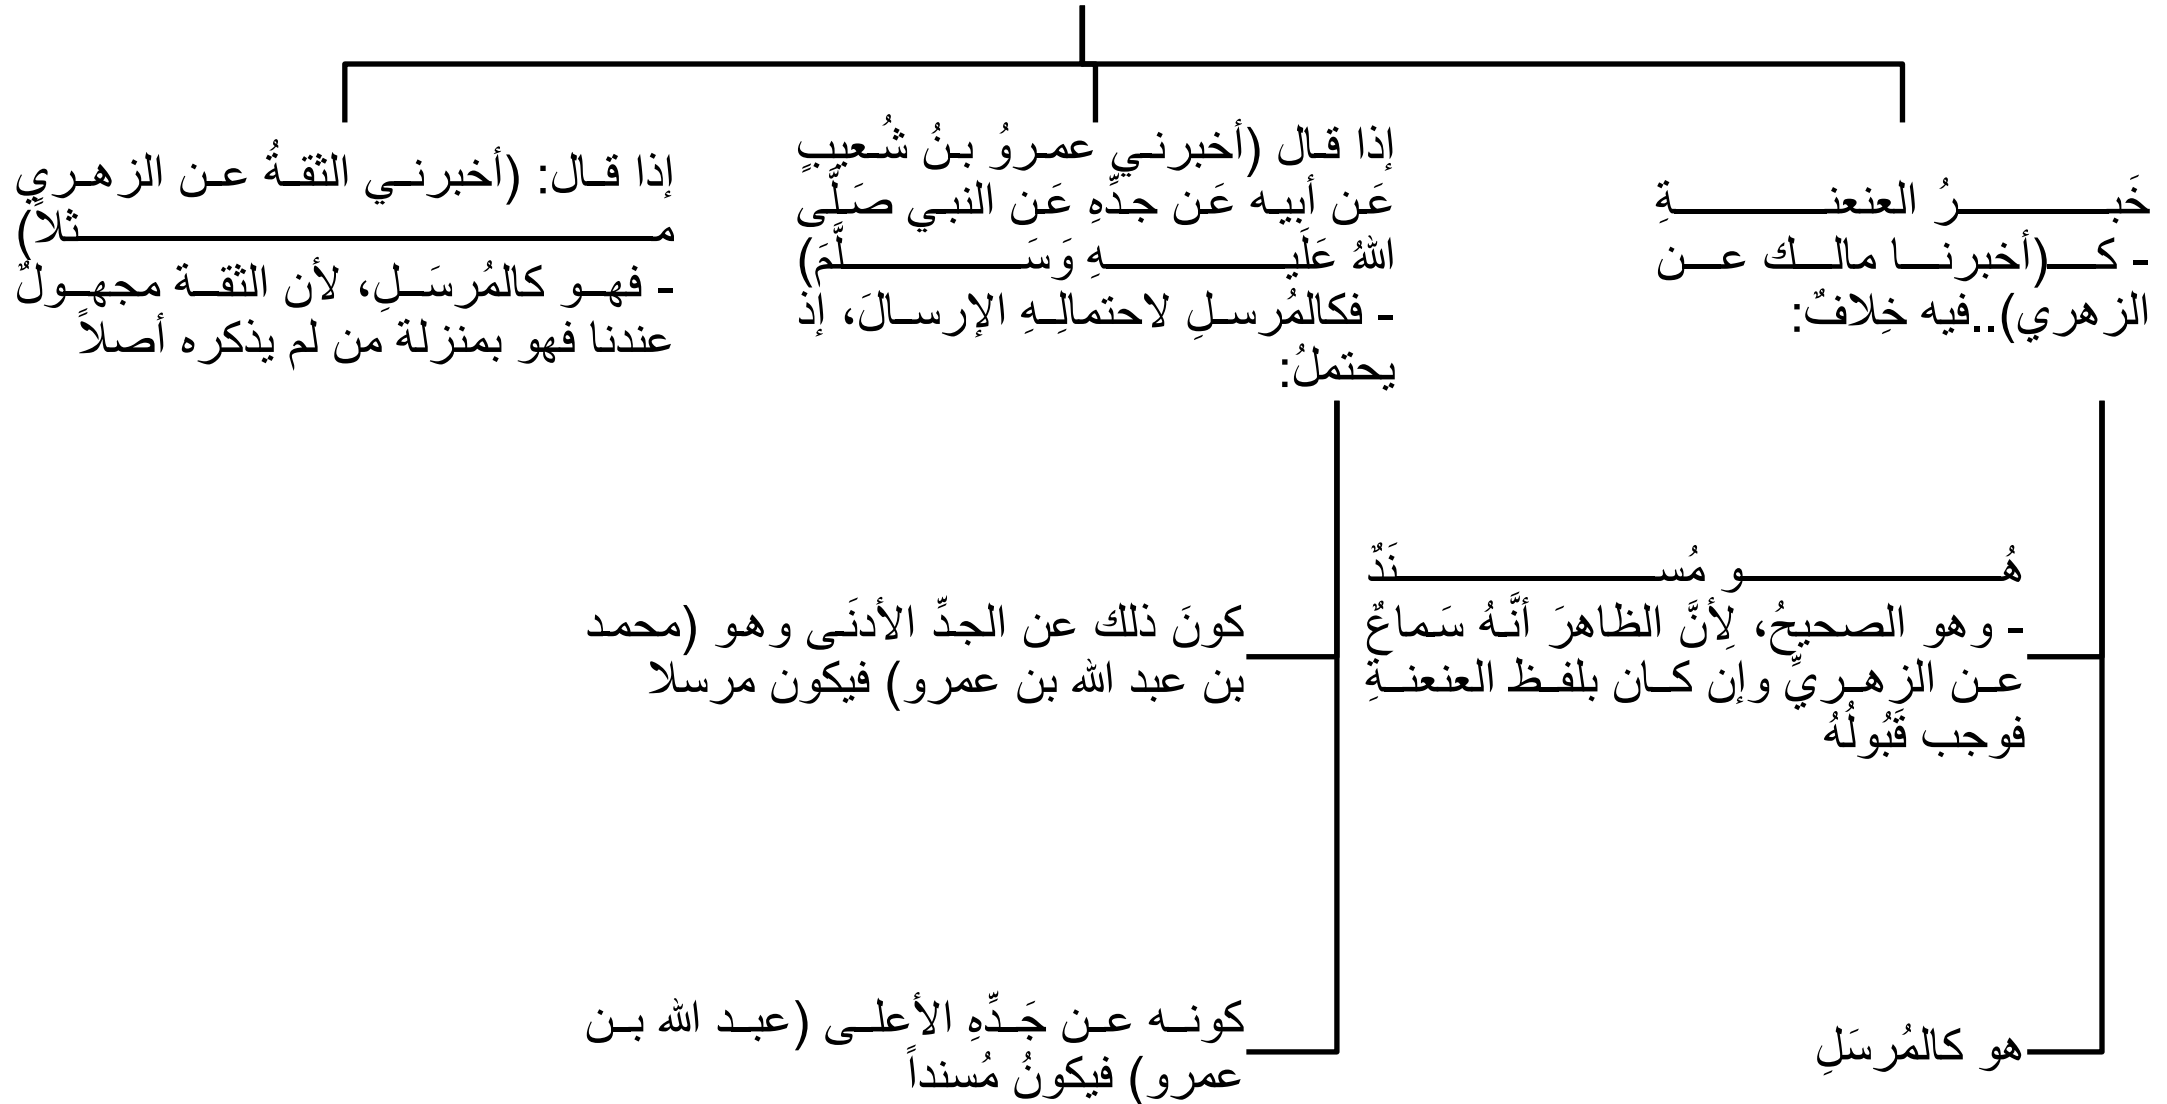 خَبرُ العنعنةِ
- كـ(أخبرنا مالك عن
الزهري)..فيه خِلافٌ:
هُو مُسنَدٌ
- وهو الصحيحُ، لِأنَّ الظاهرَ أنَّهُ سَماعٌ
عن الزهريِّ وإن كان بلفظ العنعنةِ
فوجب قَبُولُهُ
هو كالمُرسَلِ
إذا قال (أخبرني عمروُ بنُ شُعيبٍ
عَن أبيه عَن جدِّهِ عَن النبي صَلَّى
اللهُ عَلَيهِ وَسَلَّمَ)
- فكالمُرسلِ لاحتمالِهِ الإرسالَ، إذ
يحتملُ:
كونَ ذلك عن الجدِّ الأدنَى وهو (محمد
بن عبد الله بن عمرو) فيكون مرسلا
كونه عن جَدِّهِ الأعلى (عبد الله بن
عمرو) فيكونُ مُسنداً
إذا قال: (أخبرني الثقةُ عن الزهري
مثلاً)
- فهو كالمُرسَلِ، لأن الثقة مجهولٌ
عندنا فهو بمنزلة من لم يذكره أصلاً